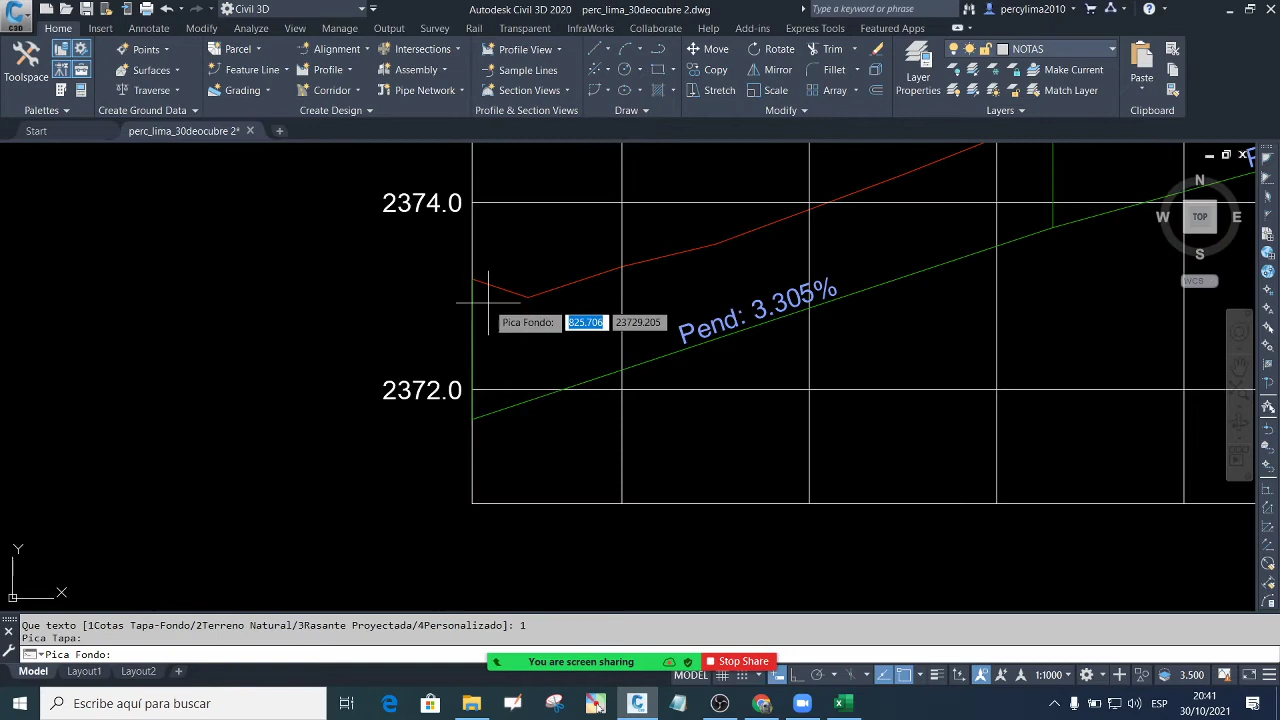 C3D
Civil 3D
Autodesk Civil 3D 2020 perc_lima_30deocubre 2.dwg
Type a keyword or phrase
percylima2010
Home Insert Annotate Modify Analyze View Manage Output Survey Rail Transparent InfraWorks Collaborate Help Add-ins Express Tools Featured Apps
Toolspace
Palettes
Points
Surfaces
Traverse
Create Ground Data
Parcel
Feature Line
Grading
Alignment
Profile
Corridor
Intersections
Assembly
Pipe Network
Create Design
Profile View
Sample Lines
Section Views
Profile & Section Views
Draw
Move
Copy
Stretch
Rotate
Mirror
Scale
Trim
Fillet
Array
Modify
Layer
Properties
NOTAS
Make Current
Match Layer
Layers
Paste
Clipboard
Start perc_lima_30deocubre 2*
2374.0
Pend: 3.305%
Pica Fondo: 825.706 23729.205
2372.0
N
W TOP E
S
WCS
Y
X
Que texto [1Cotas Tapa-Fondo/2Terreno Natural/3Rasante Proyectada/4Personalizado]: 1
Pica Tapa:
Pica Fondo:
You are screen sharing Stop Share
Model Layout1 Layout2
MODEL 1:1000 3.500
Escribe aquí para buscar
ESP
20:41
30/10/2021